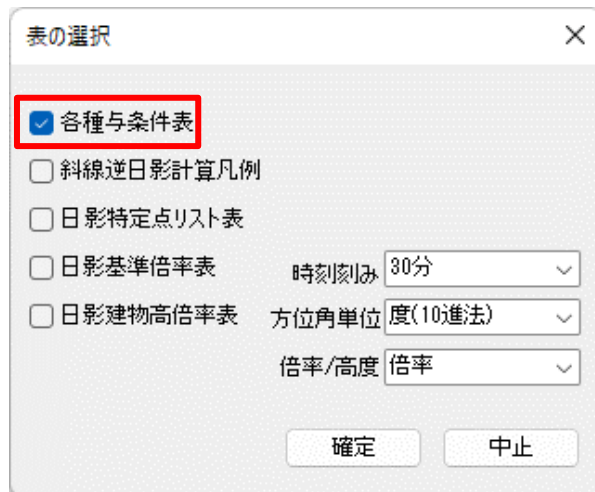 表の選択
各種与条件表
斜線逆日影計算凡例
日影特定点リスト表
日影基準倍率表 時刻刻み 30分
日影建物高倍率表 方位角単位 度(10進法)
倍率/高度 倍率
確定 中止